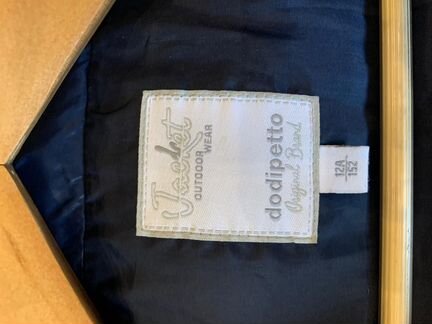 Jacket
OUTDOOR
WEAR
dodipetto
Original Brand
12A
152